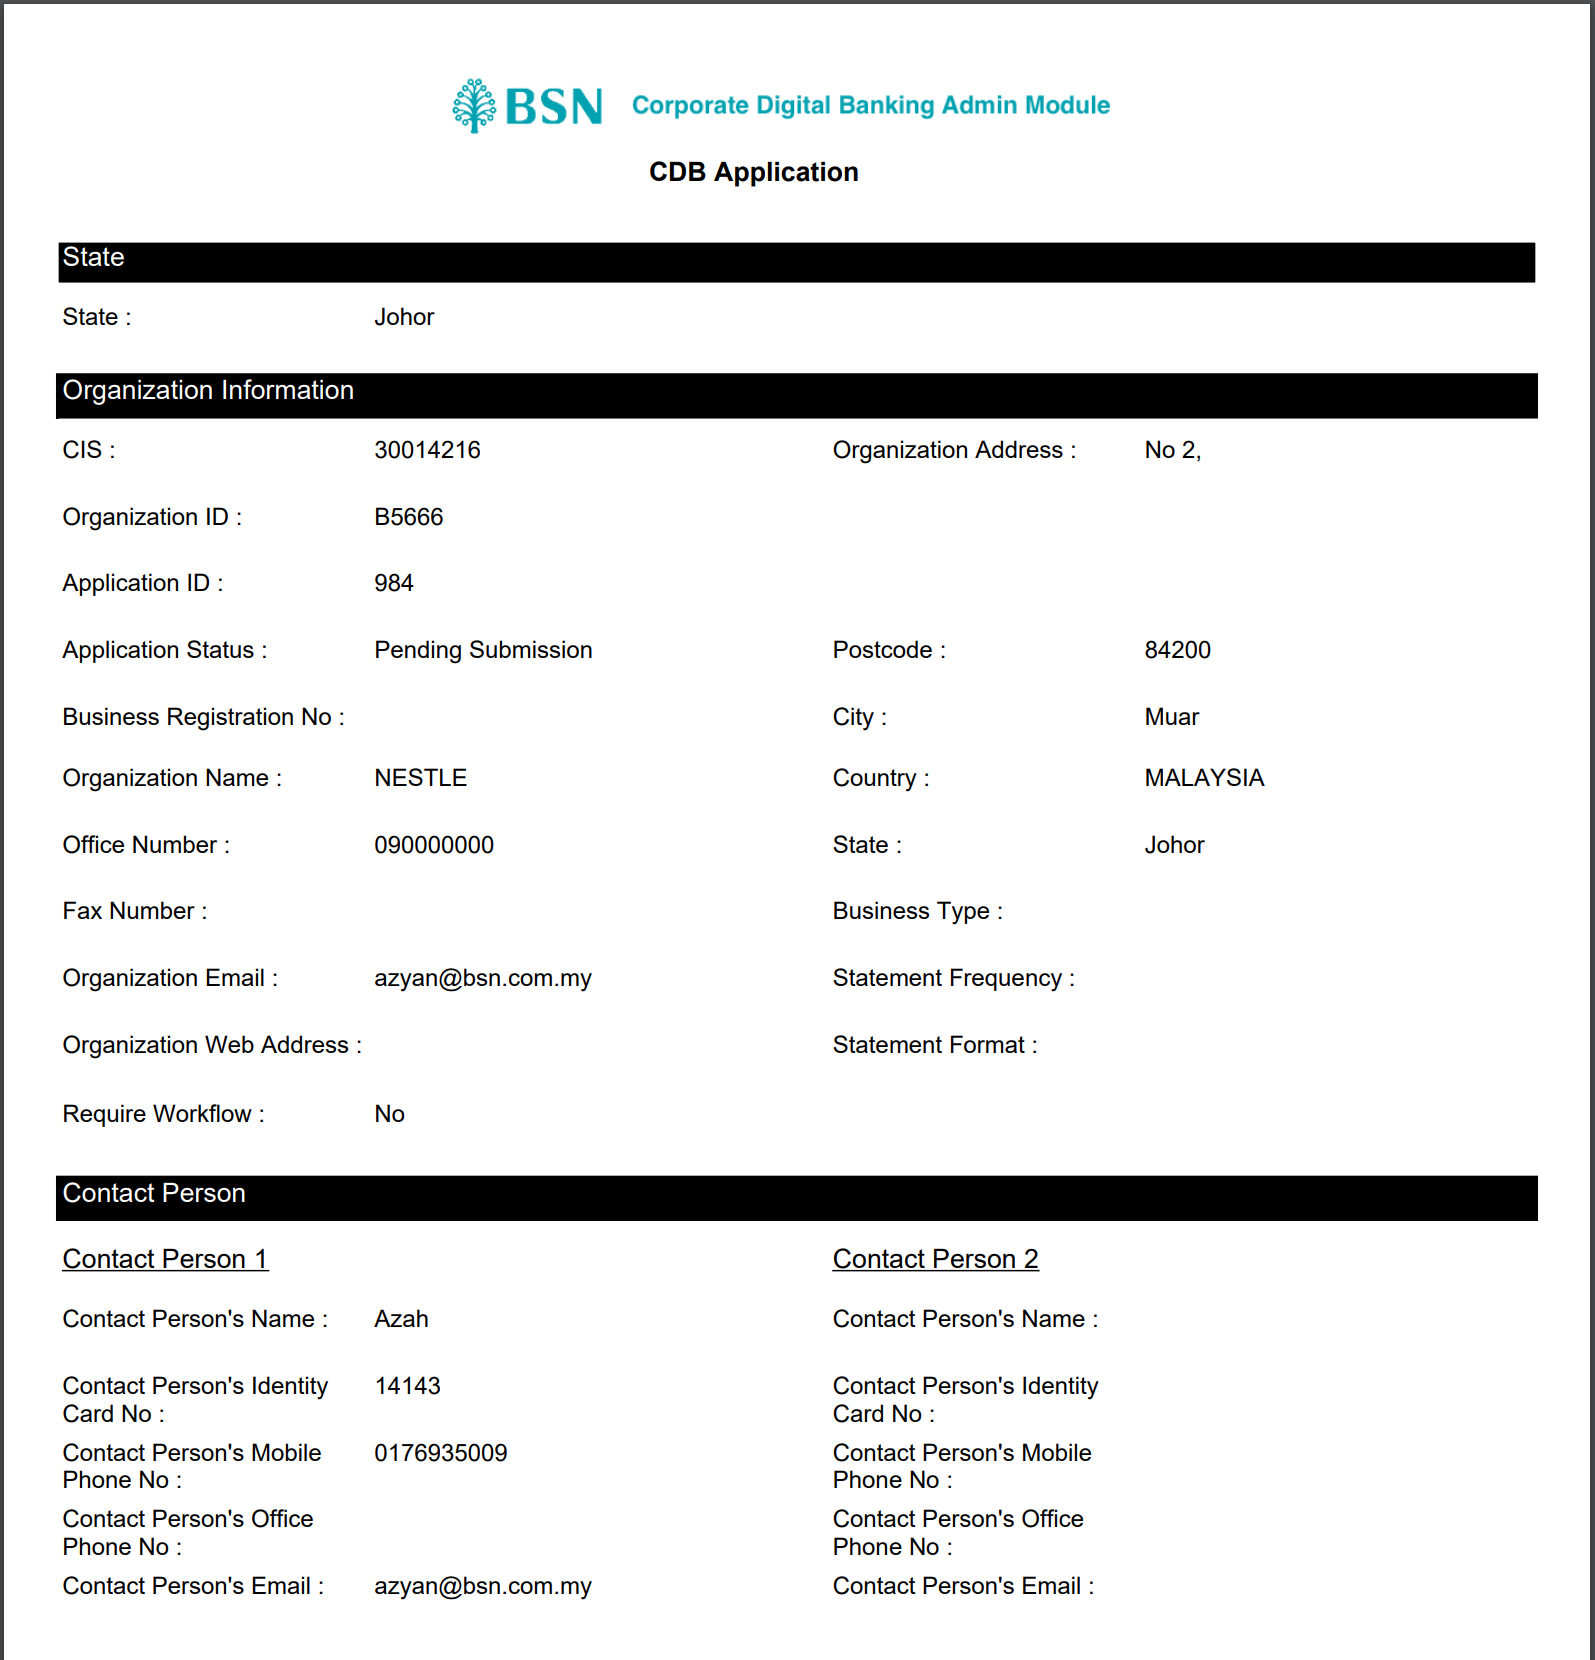 BSN Corporate Digital Banking Admin Module
CDB Application
State
State : Johor
Organization Information
CIS : 30014216 Organization Address : No 2,
Organization ID : B5666
Application ID : 984
Application Status : Pending Submission Postcode : 84200
Business Registration No : City : Muar
Organization Name : NESTLE Country : MALAYSIA
Office Number : 090000000 State : Johor
Fax Number : Business Type :
Organization Email : azyan@bsn.com.my Statement Frequency :
Organization Web Address : Statement Format :
Require Workflow : No
Contact Person
Contact Person 1 Contact Person 2
Contact Person's Name : Azah Contact Person's Name :
Contact Person's Identity 14143 Contact Person's Identity
Card No : Card No :
Contact Person's Mobile 0176935009 Contact Person's Mobile
Phone No : Phone No :
Contact Person's Office Contact Person's Office
Phone No : Phone No :
Contact Person's Email : azyan@bsn.com.my Contact Person's Email :